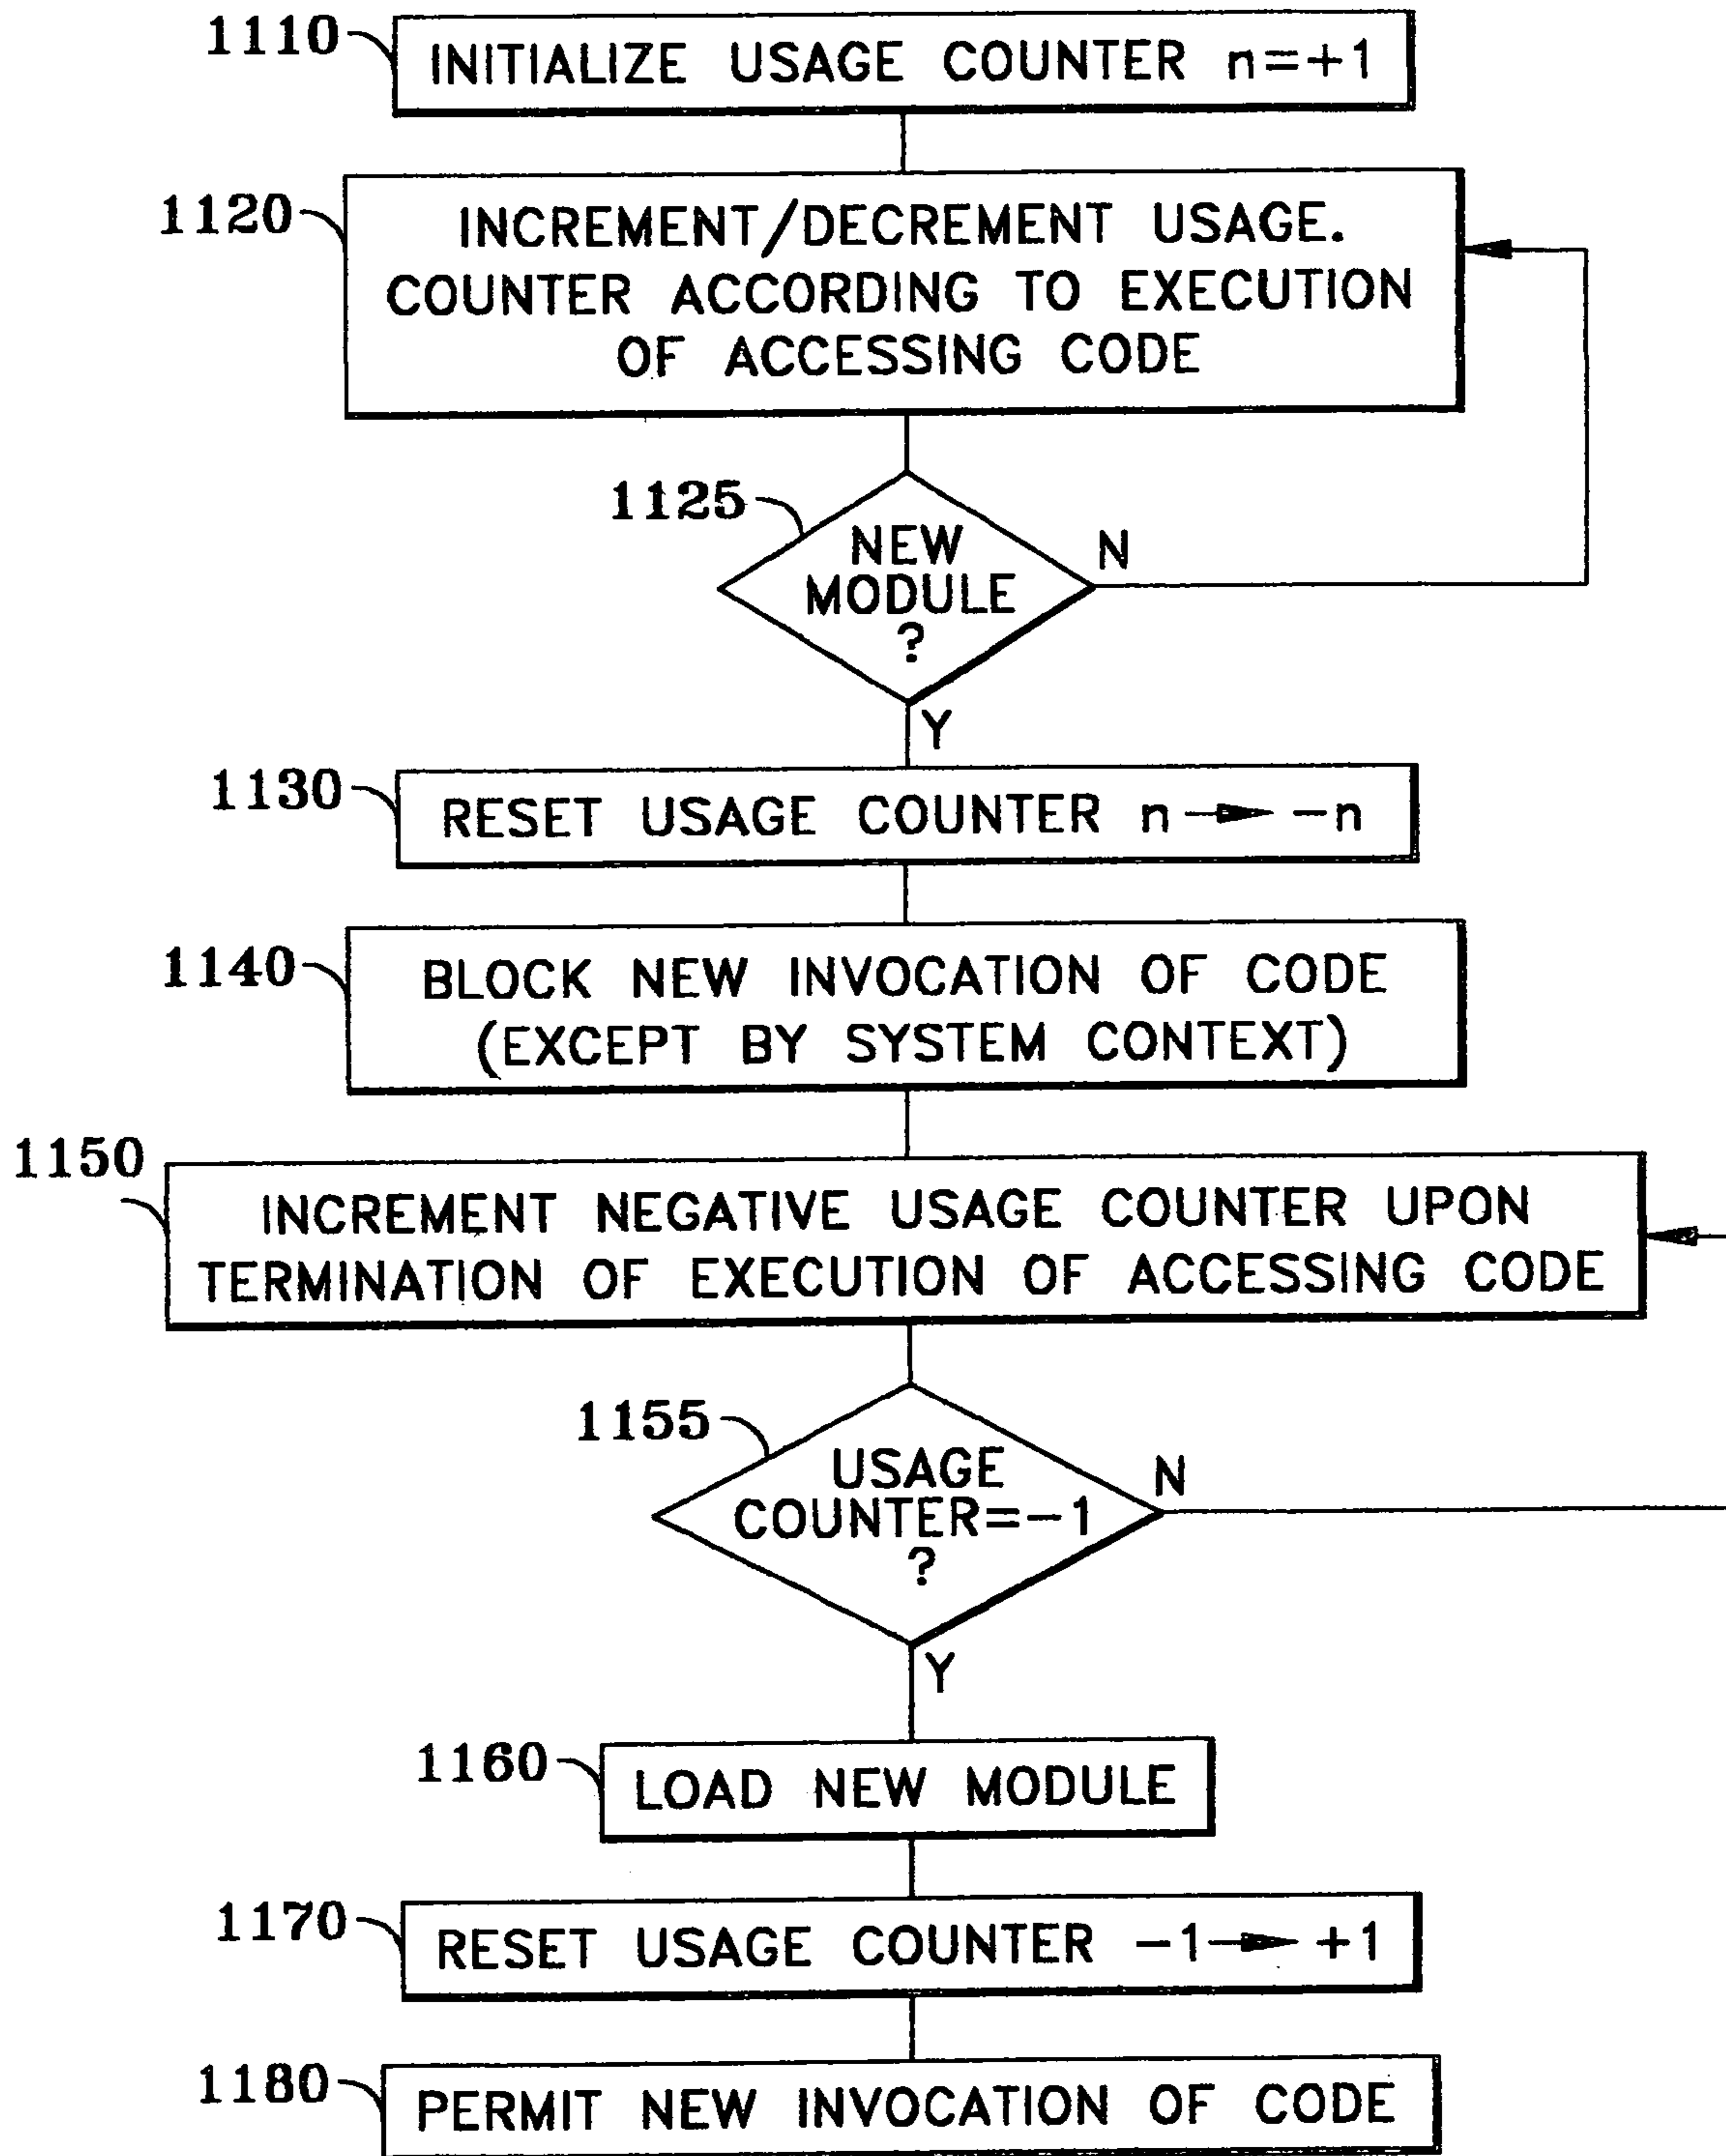 1110
INITIALIZE USAGE COUNTER n=+1
1120
INCREMENT/DECREMENT USAGE.
COUNTER ACCORDING TO EXECUTION
OF ACCESSING CODE
1125
NEW
MODULE
?
N
Y
1130
RESET USAGE COUNTER n → -n
1140
BLOCK NEW INVOCATION OF CODE
(EXCEPT BY SYSTEM CONTEXT)
1150
INCREMENT NEGATIVE USAGE COUNTER UPON
TERMINATION OF EXECUTION OF ACCESSING CODE
1155
USAGE
COUNTER=-1
?
N
Y
1160
LOAD NEW MODULE
1170
RESET USAGE COUNTER -1 → +1
1180
PERMIT NEW INVOCATION OF CODE